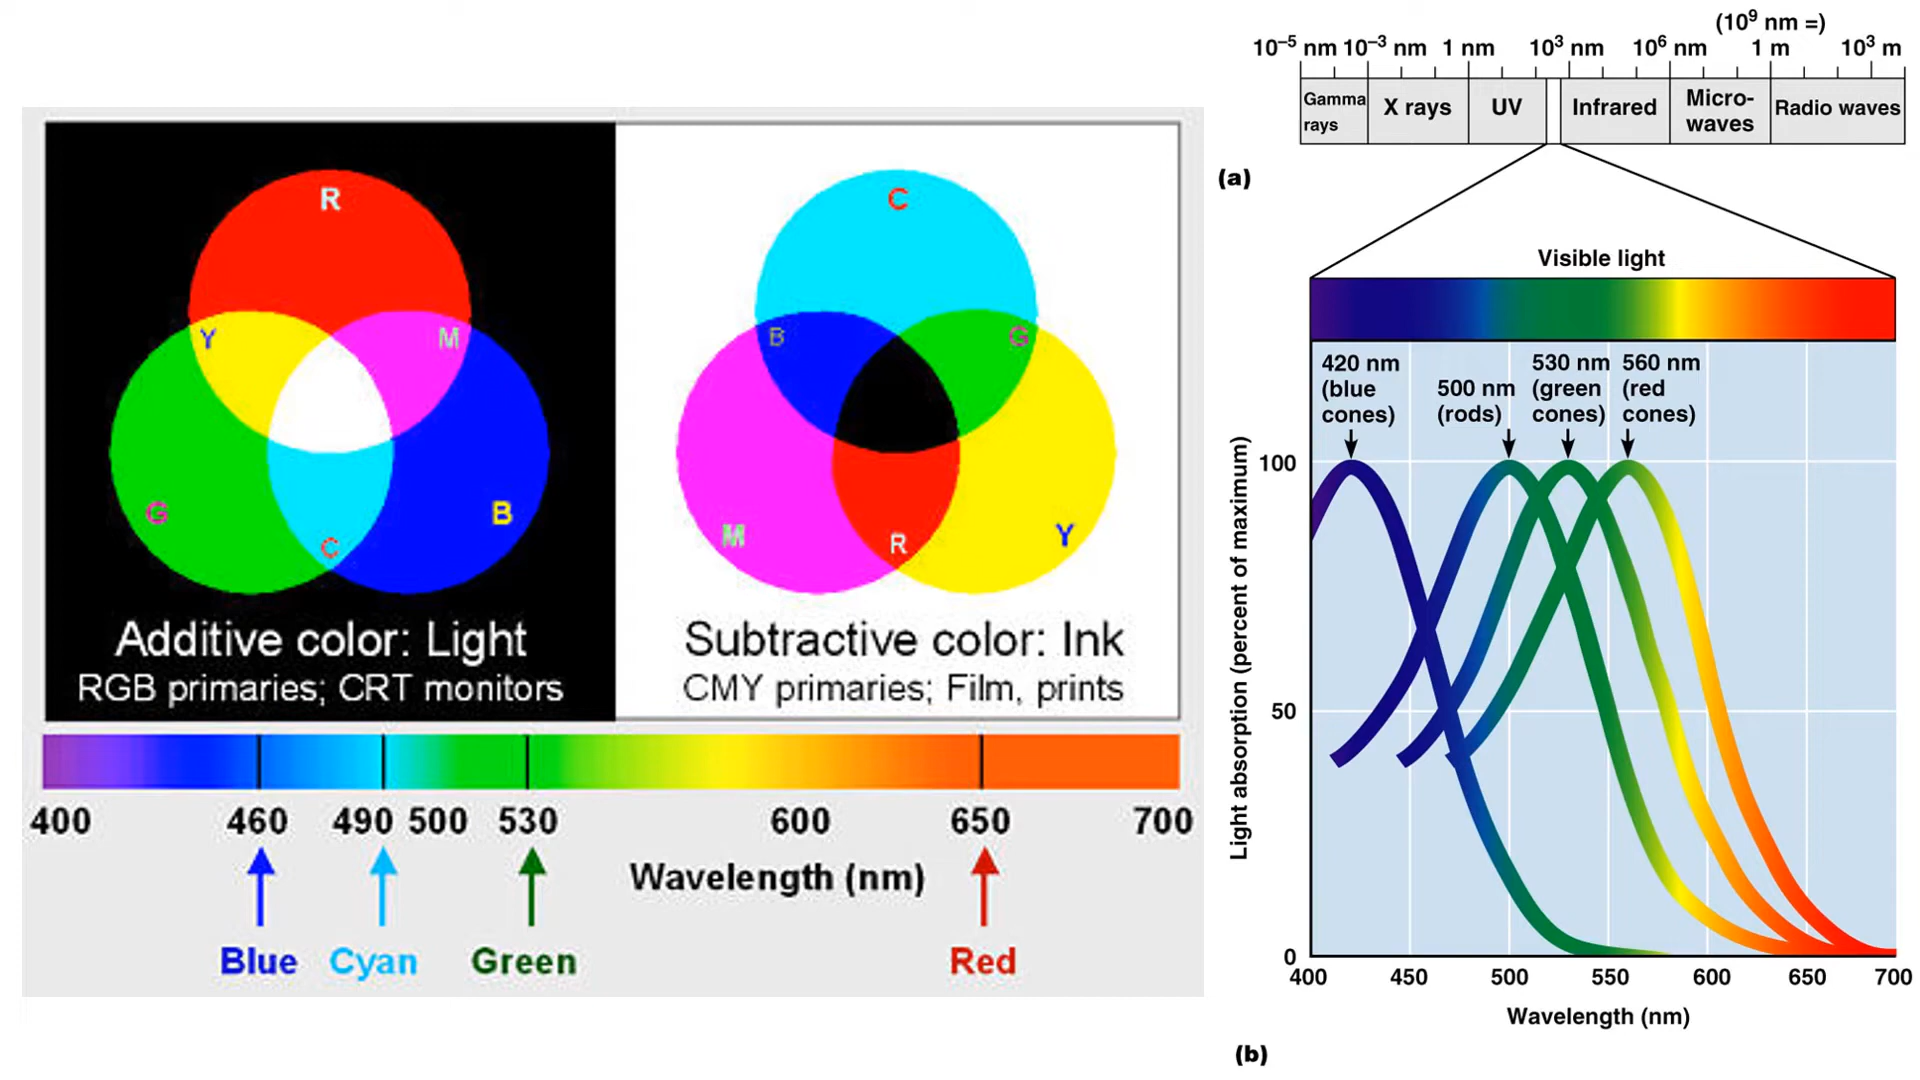 R
Y
M
G
B
C
Additive color: Light
RGB primaries; CRT monitors
C
B
G
M
Y
R
Subtractive color: Ink
CMY primaries; Film, prints
400 460 490 500 530 600 650 700
Wavelength (nm)
Blue Cyan Green Red
(10⁹ nm =)
10⁻⁵ nm 10⁻³ nm 1 nm 10³ nm 10⁶ nm 1 m 10³ m
Gamma rays
X rays
UV
Infrared
Micro-
waves
Radio waves
(a)
Visible light
420 nm
(blue
cones)
500 nm
(rods)
530 nm
(green
cones)
560 nm
(red
cones)
Light absorption (percent of maximum)
100
50
0
400 450 500 550 600 650 700
Wavelength (nm)
(b)